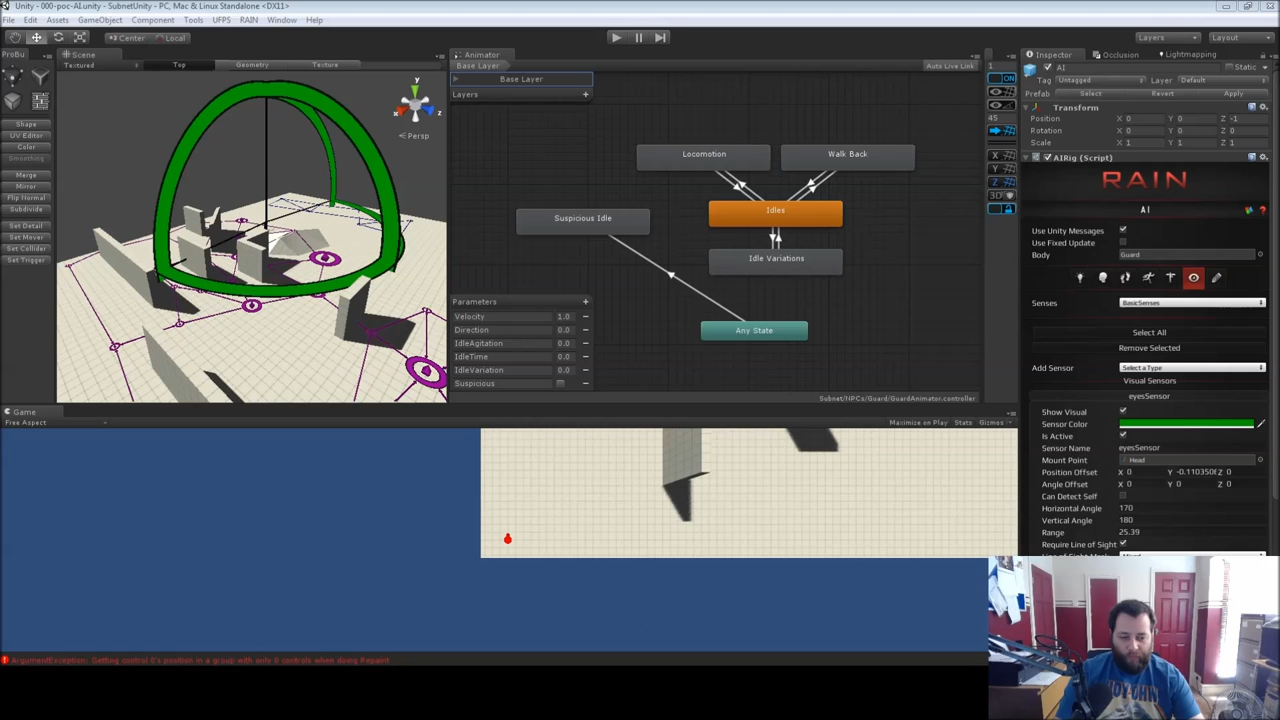 Unity - 000-poc-AI.unity - SubnetUnity - PC, Mac & Linux Standalone <DX11>
File Edit Assets GameObject Component Tools UFPS RAIN Window Help
Center Local Layers Layout
ProBu Scene Animator 1 Inspector Occlusion Lightmapping
Textured Top Geometry Texture Base Layer Auto Live Link ON AI Static
Base Layer Tag Untagged Layer Default
Layers Prefab Select Revert Apply
y x z Transform
Shape 45 Position X 0 Y 0 Z -1
UV Editor Persp Rotation X 0 Y 0 Z 0
Color Scale X 1 Y 1 Z 1
Smoothing Locomotion Walk Back X AIRig (Script)
Merge Y RAIN
Mirror Z
Flip Normal 3D
Subdivide Suspicious Idle Idles AI
Set Detail Use Unity Messages
Set Mover Use Fixed Update
Set Collider Idle Variations Body Guard
Set Trigger
Parameters Senses BasicSenses
Velocity 1.0
Direction 0.0 Any State Select All
IdleAgitation 0.0 Remove Selected
IdleTime 0.0 Add Sensor Select a Type
IdleVariation 0.0 Visual Sensors
Suspicious eyesSensor
Subnet/NPCs/Guard/GuardAnimator.controller
Game Show Visual
Free Aspect Maximize on Play Stats Gizmos Sensor Color
Is Active
Sensor Name eyesSensor
Mount Point Head
Position Offset X 0 Y -0.110350 Z 0
Angle Offset X 0 Y 0 Z 0
Can Detect Self
Horizontal Angle 170
Vertical Angle 180
Range 25.39
Require Line of Sight
ArgumentException: Getting control 0's position in a group with only 0 controls when doing Repaint